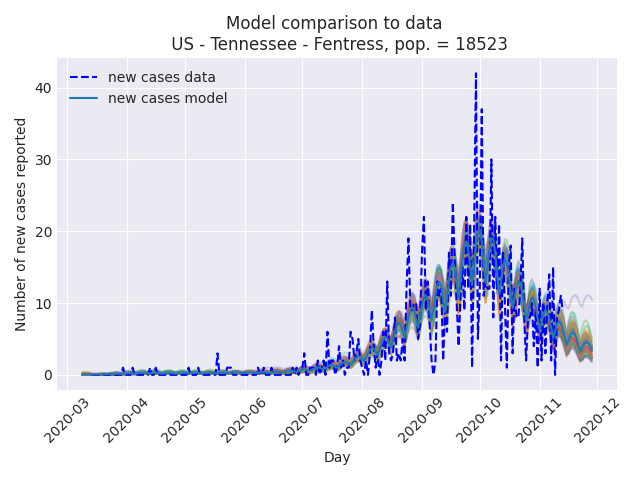 Model comparison to data
US - Tennessee - Fentress, pop. = 18523
new cases data
new cases model
Number of new cases reported
40
30
20
10
0
2020-03
2020-04
2020-05
2020-06
2020-07
2020-08
2020-09
2020-10
2020-11
2020-12
Day